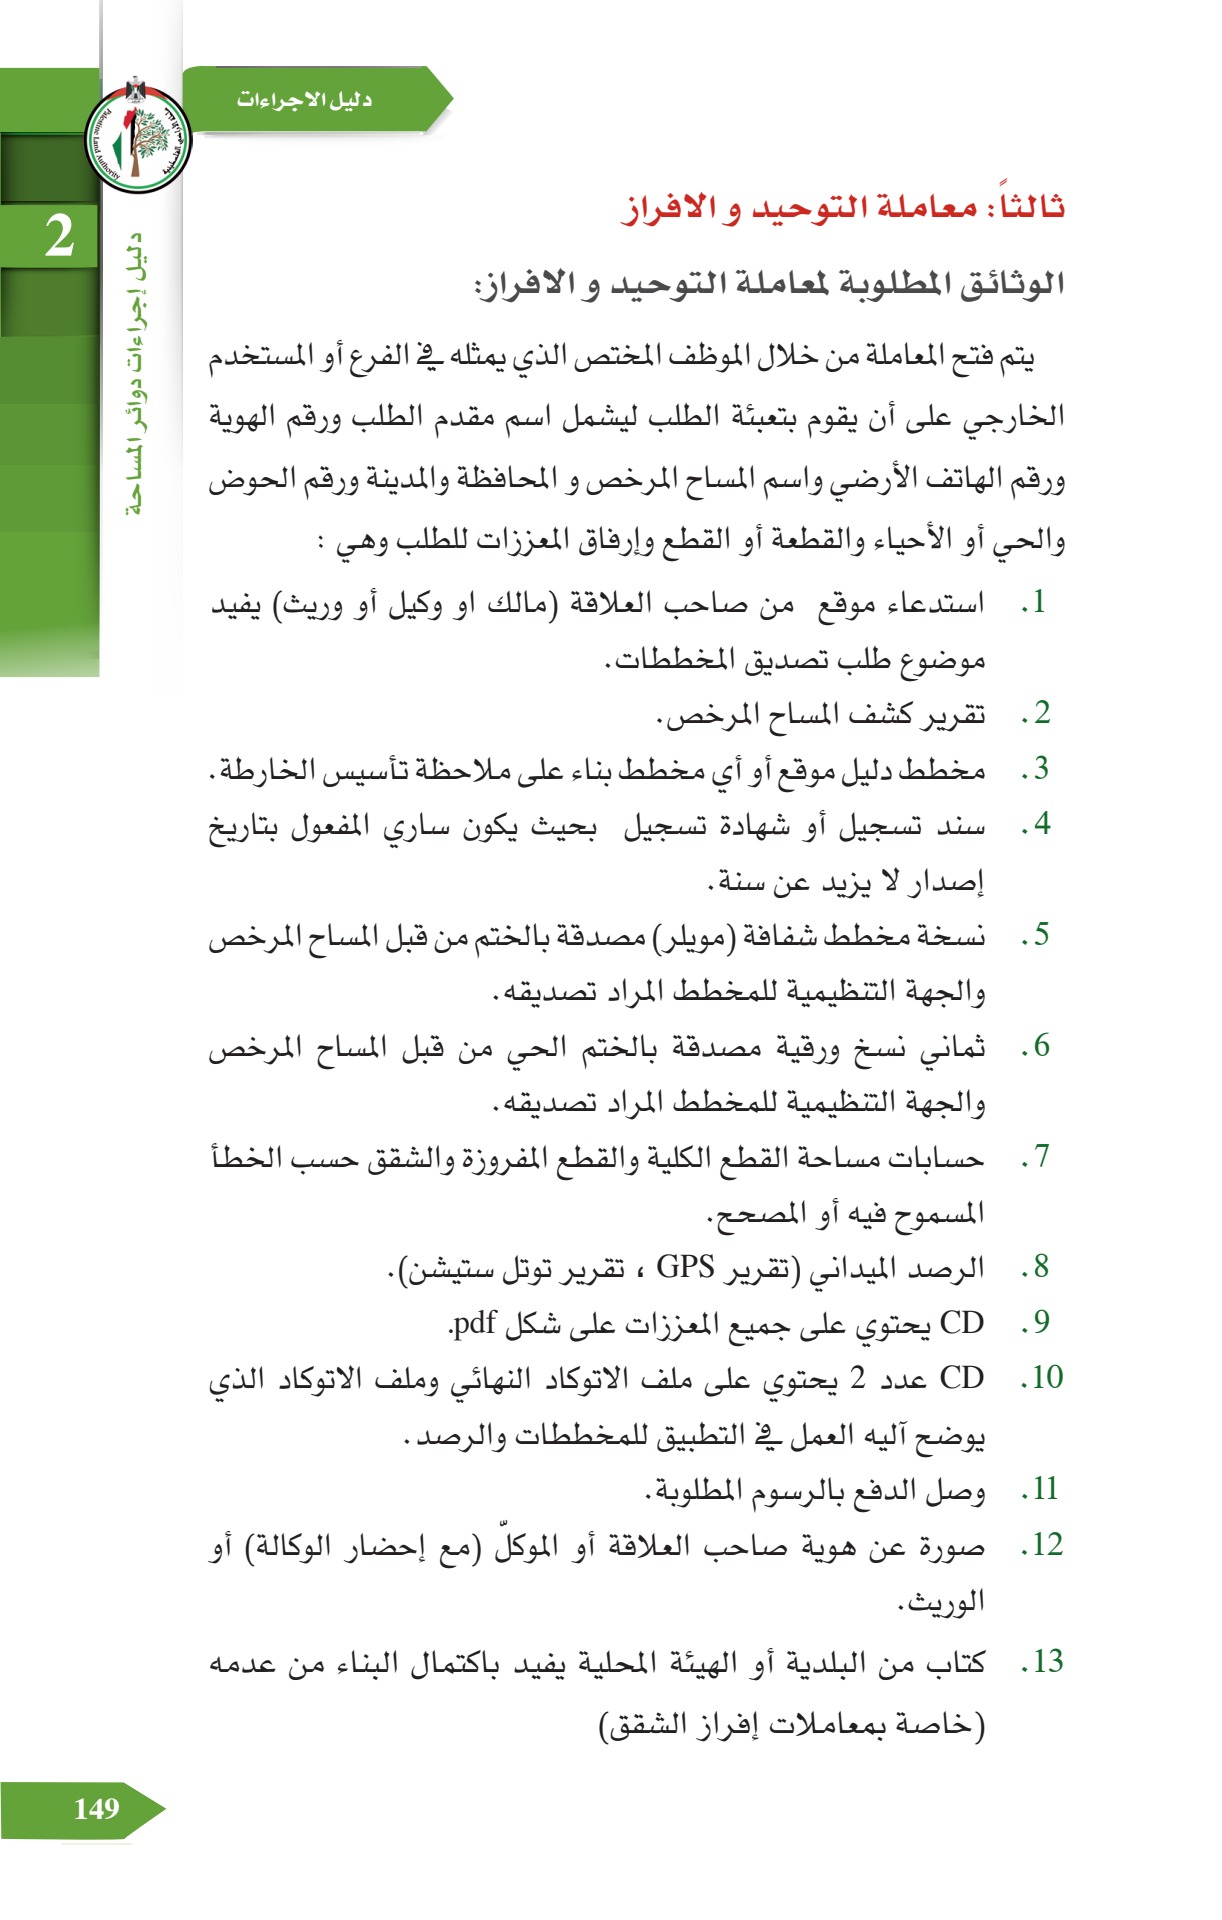 دليل الاجراءات
Palestine Land Authority
2
دليل إجراءات دوائر المساحة
ثالثاً: معاملة التوحيد و الافراز
الوثائق المطلوبة لمعاملة التوحيد و الافراز:
يتم فتح المعاملة من خلال الموظف المختص الذي يمثله في الفرع أو المستخدم
الخارجي على أن يقوم بتعبئة الطلب ليشمل اسم مقدم الطلب ورقم الهوية
ورقم الهاتف الأرضي واسم المساح المرخص و المحافظة والمدينة ورقم الحوض
والحي أو الأحياء والقطعة أو القطع وإرفاق المعززات للطلب وهي :
1. استدعاء موقع من صاحب العلاقة (مالك او وكيل أو وريث) يفيد
موضوع طلب تصديق المخططات.
2. تقرير كشف المساح المرخص.
3. مخطط دليل موقع أو أي مخطط بناء على ملاحظة تأسيس الخارطة.
4. سند تسجيل أو شهادة تسجيل بحيث يكون ساري المفعول بتاريخ
إصدار لا يزيد عن سنة.
5. نسخة مخطط شفافة (مويلر) مصدقة بالختم من قبل المساح المرخص
والجهة التنظيمية للمخطط المراد تصديقه.
6. ثماني نسخ ورقية مصدقة بالختم الحي من قبل المساح المرخص
والجهة التنظيمية للمخطط المراد تصديقه.
7. حسابات مساحة القطع الكلية والقطع المفروزة والشقق حسب الخطأ
المسموح فيه أو المصحح.
8. الرصد الميداني (تقرير GPS ، تقرير توتل ستيشن).
9. CD يحتوي على جميع المعززات على شكل pdf.
10. CD عدد 2 يحتوي على ملف الاتوكاد النهائي وملف الاتوكاد الذي
يوضح آليه العمل في التطبيق للمخططات والرصد.
11. وصل الدفع بالرسوم المطلوبة.
12. صورة عن هوية صاحب العلاقة أو الموكلّ (مع إحضار الوكالة) أو
الوريث.
13. كتاب من البلدية أو الهيئة المحلية يفيد باكتمال البناء من عدمه
(خاصة بمعاملات إفراز الشقق)
149